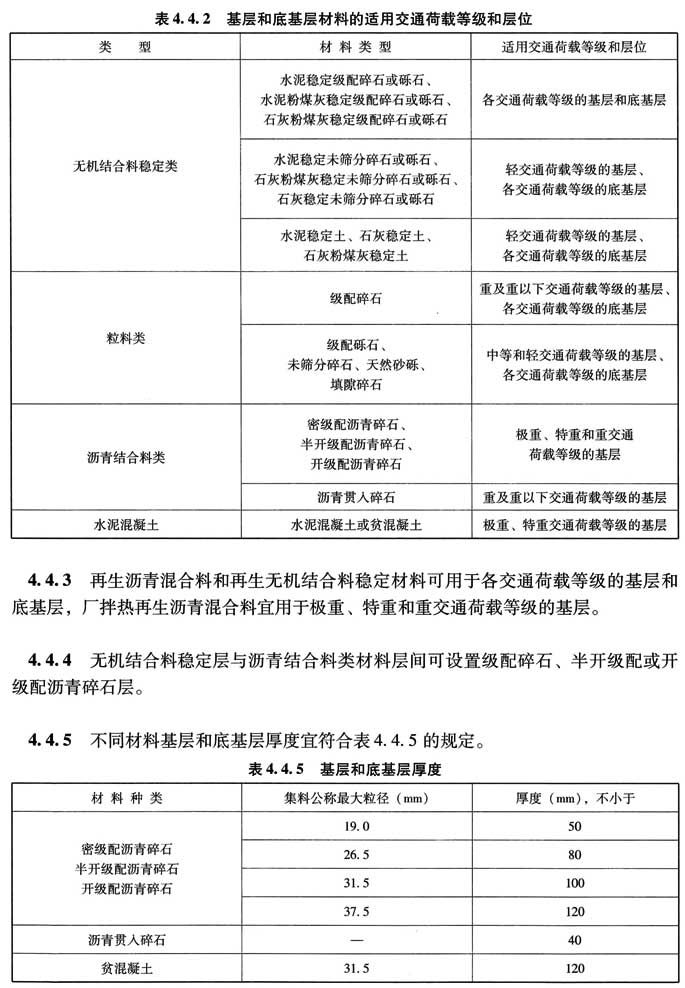 表4.4.2 基层和底基层材料的适用交通荷载等级和层位
类 型 材 料 类 型 适用交通荷载等级和层位
无机结合料稳定类
水泥稳定级配碎石或砾石、
水泥粉煤灰稳定级配碎石或砾石、
石灰粉煤灰稳定级配碎石或砾石
各交通荷载等级的基层和底基层
水泥稳定未筛分碎石或砾石、
石灰粉煤灰稳定未筛分碎石或砾石、
石灰稳定未筛分碎石或砾石
轻交通荷载等级的基层、
各交通荷载等级的底基层
水泥稳定土、石灰稳定土、
石灰粉煤灰稳定土
轻交通荷载等级的基层、
各交通荷载等级的底基层
粒料类
级配碎石
重及重以下交通荷载等级的基层、
各交通荷载等级的底基层
级配砾石、
未筛分碎石、天然砂砾、
填隙碎石
中等和轻交通荷载等级的基层、
各交通荷载等级的底基层
沥青结合料类
密级配沥青碎石、
半开级配沥青碎石、
开级配沥青碎石
极重、特重和重交通
荷载等级的基层
沥青贯入碎石 重及重以下交通荷载等级的基层
水泥混凝土 水泥混凝土或贫混凝土 极重、特重交通荷载等级的基层
4.4.3 再生沥青混合料和再生无机结合料稳定材料可用于各交通荷载等级的基层和
底基层，厂拌热再生沥青混合料宜用于极重、特重和重交通荷载等级的基层。
4.4.4 无机结合料稳定层与沥青结合料类材料层间可设置级配碎石、半开级配或开
级配沥青碎石层。
4.4.5 不同材料基层和底基层厚度宜符合表4.4.5的规定。
表4.4.5 基层和底基层厚度
材 料 种 类 集料公称最大粒径（mm） 厚度（mm），不小于
密级配沥青碎石
半开级配沥青碎石
开级配沥青碎石
19.0 50
26.5 80
31.5 100
37.5 120
沥青贯入碎石 — 40
贫混凝土 31.5 120